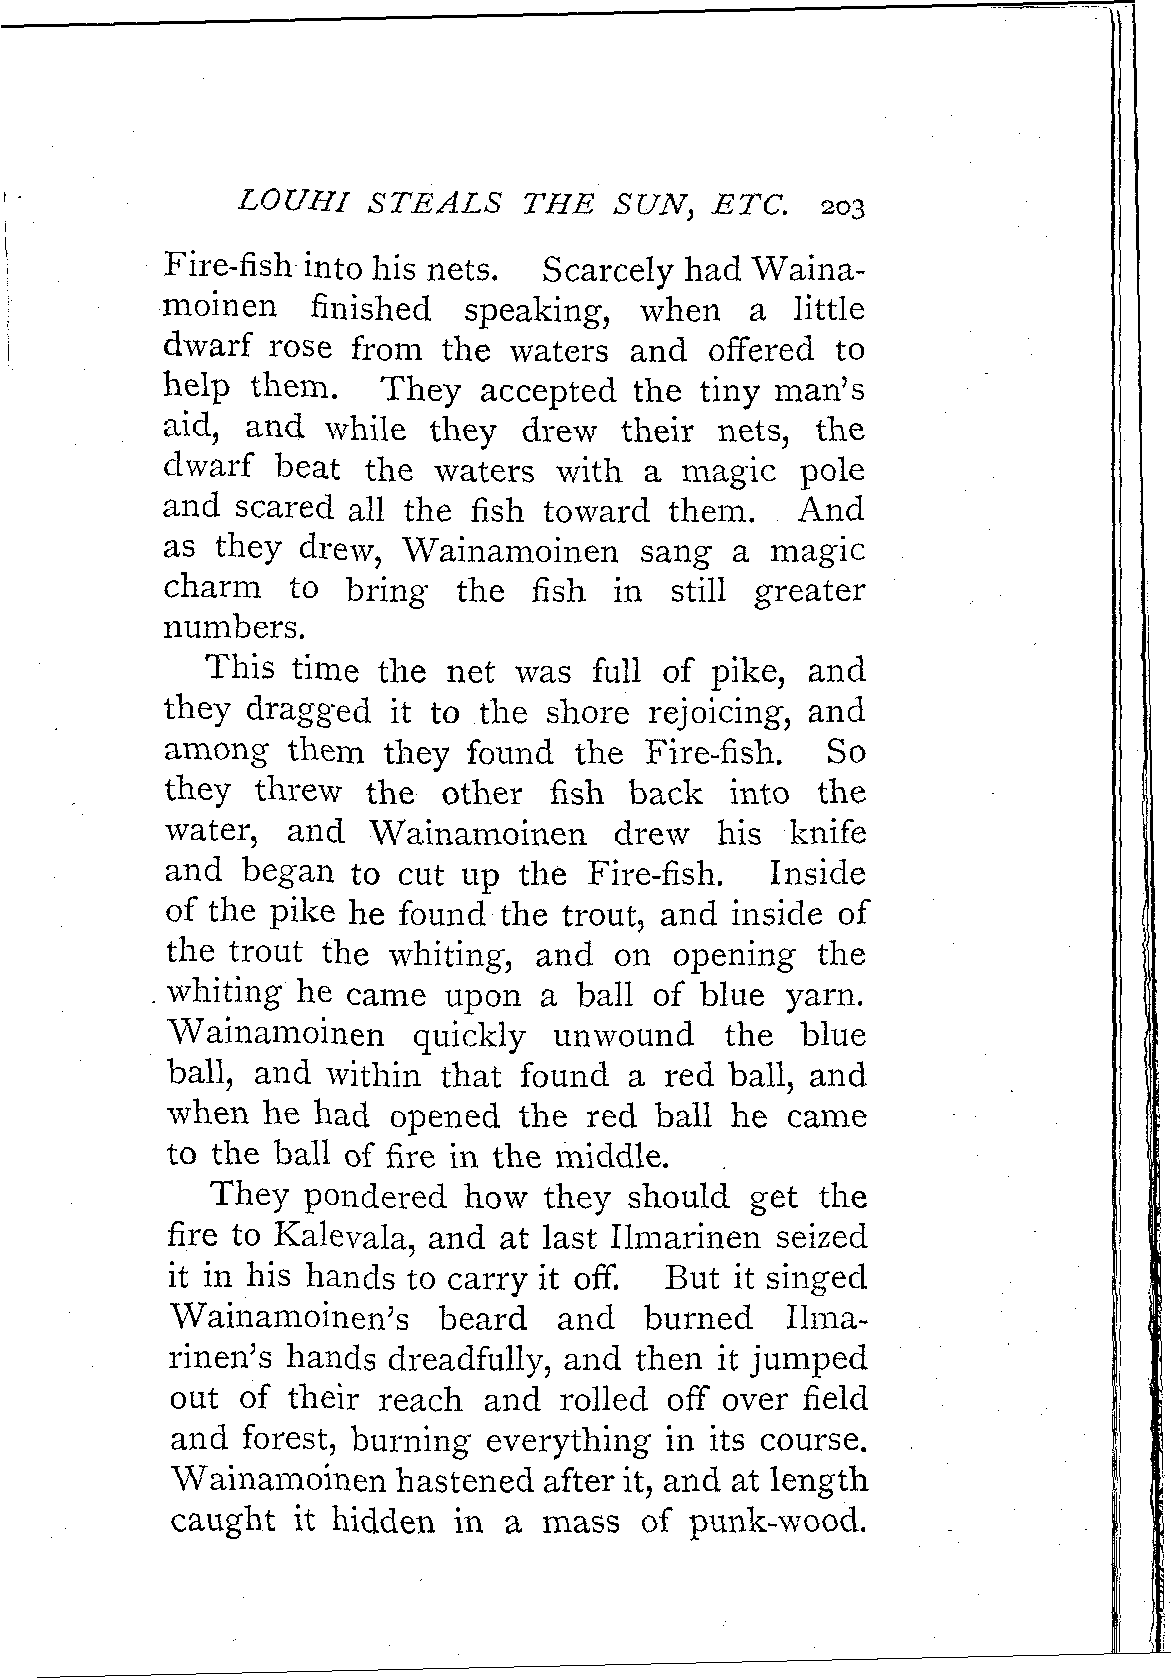 LOUHI STEALS THE SUN, ETC. 203
Fire-fish into his nets. Scarcely had Waina-
moinen finished speaking, when a little
dwarf rose from the waters and offered to
help them. They accepted the tiny man's
aid, and while they drew their nets, the
dwarf beat the waters with a magic pole
and scared all the fish toward them. And
as they drew, Wainamoinen sang a magic
charm to bring the fish in still greater
numbers.
This time the net was full of pike, and
they dragged it to the shore rejoicing, and
among them they found the Fire-fish. So
they threw the other fish back into the
water, and Wainamoinen drew his knife
and began to cut up the Fire-fish. Inside
of the pike he found the trout, and inside of
the trout the whiting, and on opening the
whiting he came upon a ball of blue yarn.
Wainamoinen quickly unwound the blue
ball, and within that found a red ball, and
when he had opened the red ball he came
to the ball of fire in the middle.
They pondered how they should get the
fire to Kalevala, and at last Ilmarinen seized
it in his hands to carry it off. But it singed
Wainamoinen's beard and burned Ilma-
rinen's hands dreadfully, and then it jumped
out of their reach and rolled off over field
and forest, burning everything in its course.
Wainamoinen hastened after it, and at length
caught it hidden in a mass of punk-wood.